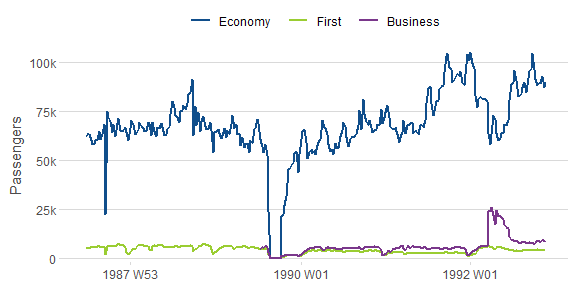 Economy First Business
Passengers
100k
75k
50k
25k
0
1987 W53 1990 W01 1992 W01